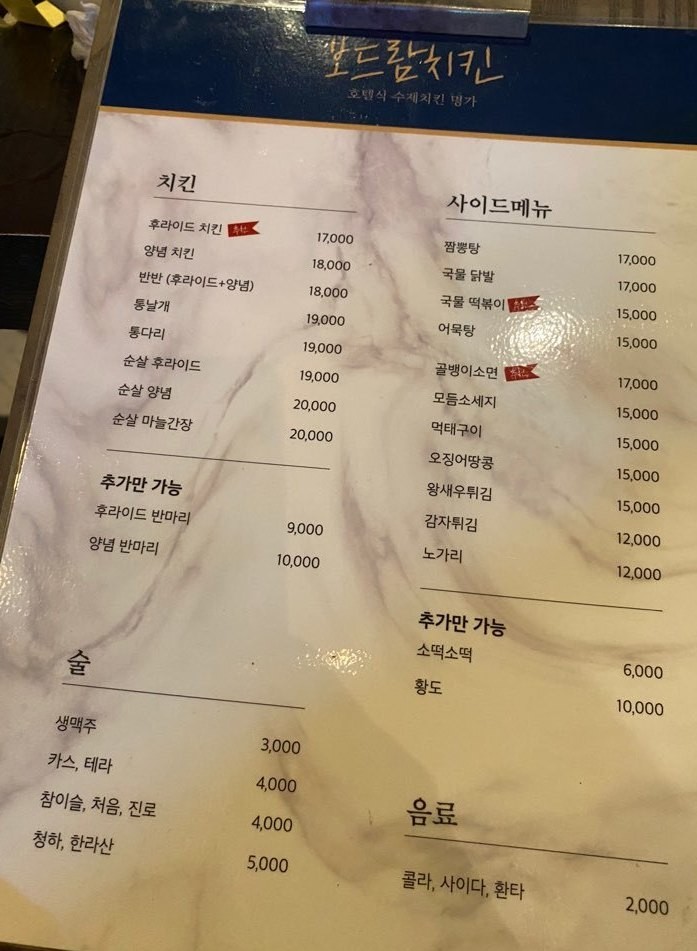 보드람치킨
호텔식 수제치킨 명가
치킨
후라이드 치킨 추천 17,000
양념 치킨 18,000
반반 (후라이드+양념) 18,000
통날개 19,000
통다리 19,000
순살 후라이드 19,000
순살 양념 20,000
순살 마늘간장 20,000
추가만 가능
후라이드 반마리 9,000
양념 반마리 10,000
술
생맥주 3,000
카스, 테라 4,000
참이슬, 처음, 진로 4,000
청하, 한라산 5,000
사이드메뉴
짬뽕탕 17,000
국물 닭발 17,000
국물 떡볶이 추천 15,000
어묵탕 15,000
골뱅이소면 추천 17,000
모듬소세지 15,000
먹태구이 15,000
오징어땅콩 15,000
왕새우튀김 15,000
감자튀김 12,000
노가리 12,000
추가만 가능
소떡소떡 6,000
황도 10,000
음료
콜라, 사이다, 환타 2,000